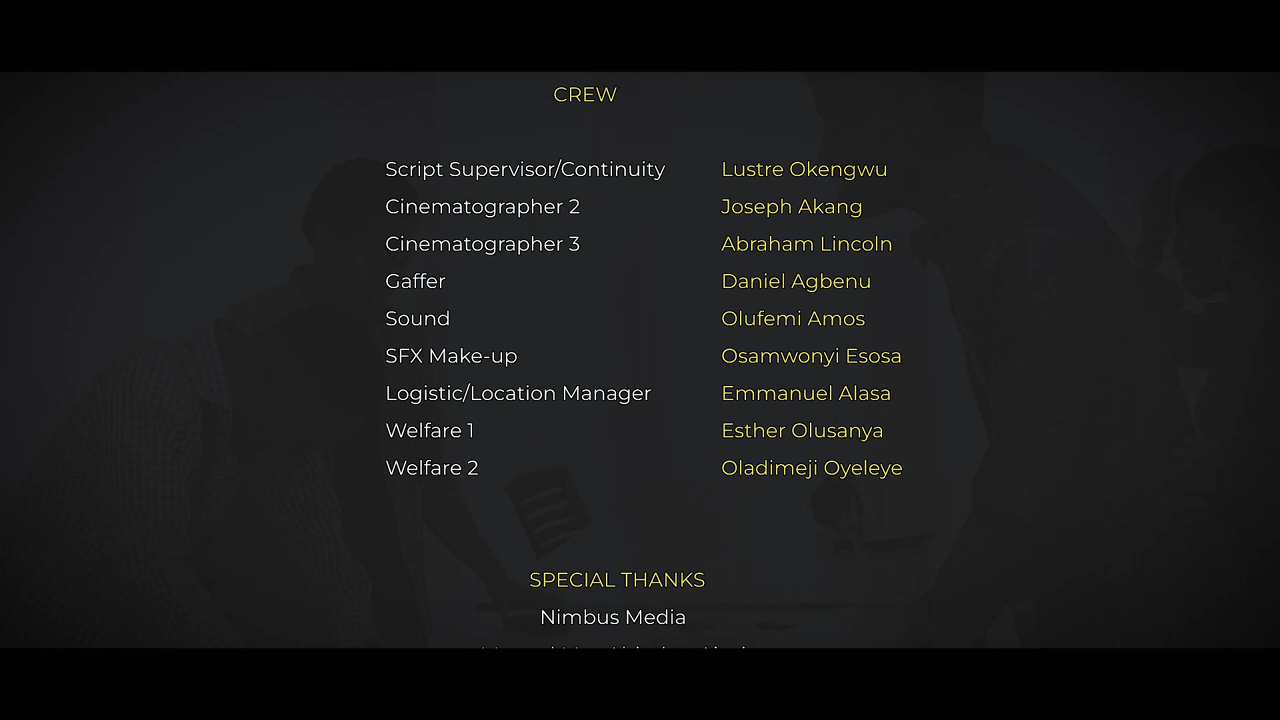 CREW
Script Supervisor/Continuity Lustre Okengwu
Cinematographer 2 Joseph Akang
Cinematographer 3 Abraham Lincoln
Gaffer Daniel Agbenu
Sound Olufemi Amos
SFX Make-up Osamwonyi Esosa
Logistic/Location Manager Emmanuel Alasa
Welfare 1 Esther Olusanya
Welfare 2 Oladimeji Oyeleye
SPECIAL THANKS
Nimbus Media